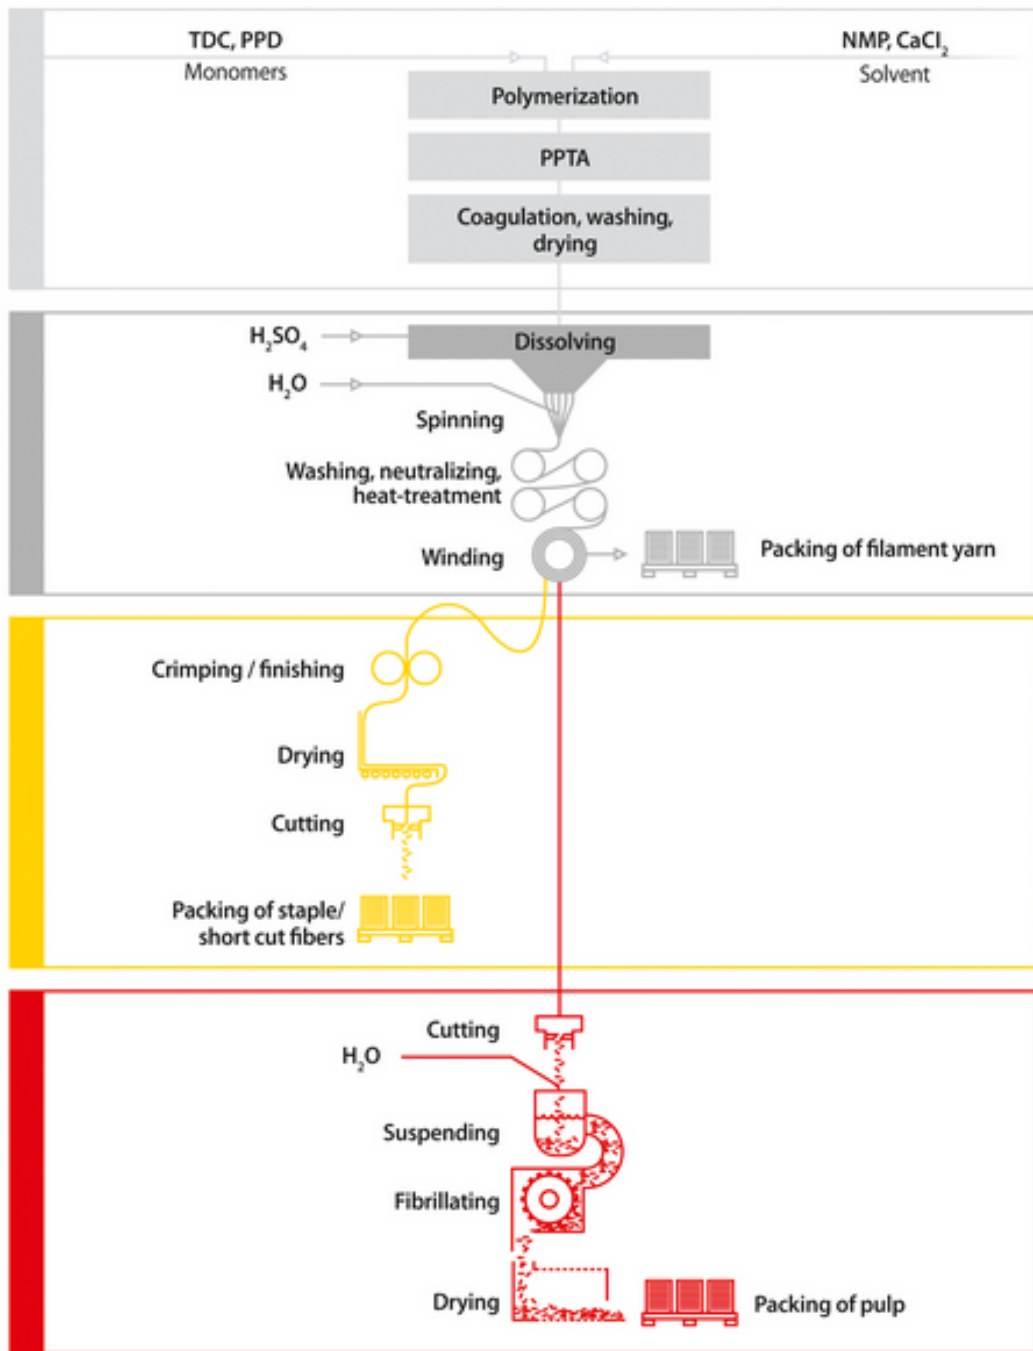 TDC, PPD
Monomers
NMP, CaCl₂
Solvent
Polymerization
PPTA
Coagulation, washing,
drying
H₂SO₄
Dissolving
H₂O
Spinning
Washing, neutralizing,
heat-treatment
Winding
Packing of filament yarn
Crimping / finishing
Drying
Cutting
Packing of staple/
short cut fibers
Cutting
H₂O
Suspending
Fibrillating
Drying
Packing of pulp